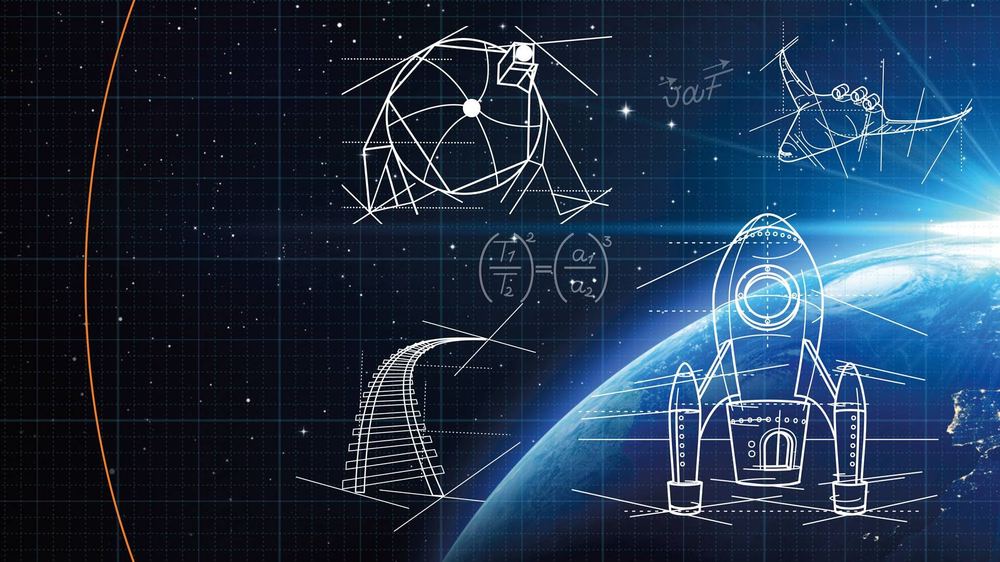 v a F
(T1/T2)² = (a1/a2)³